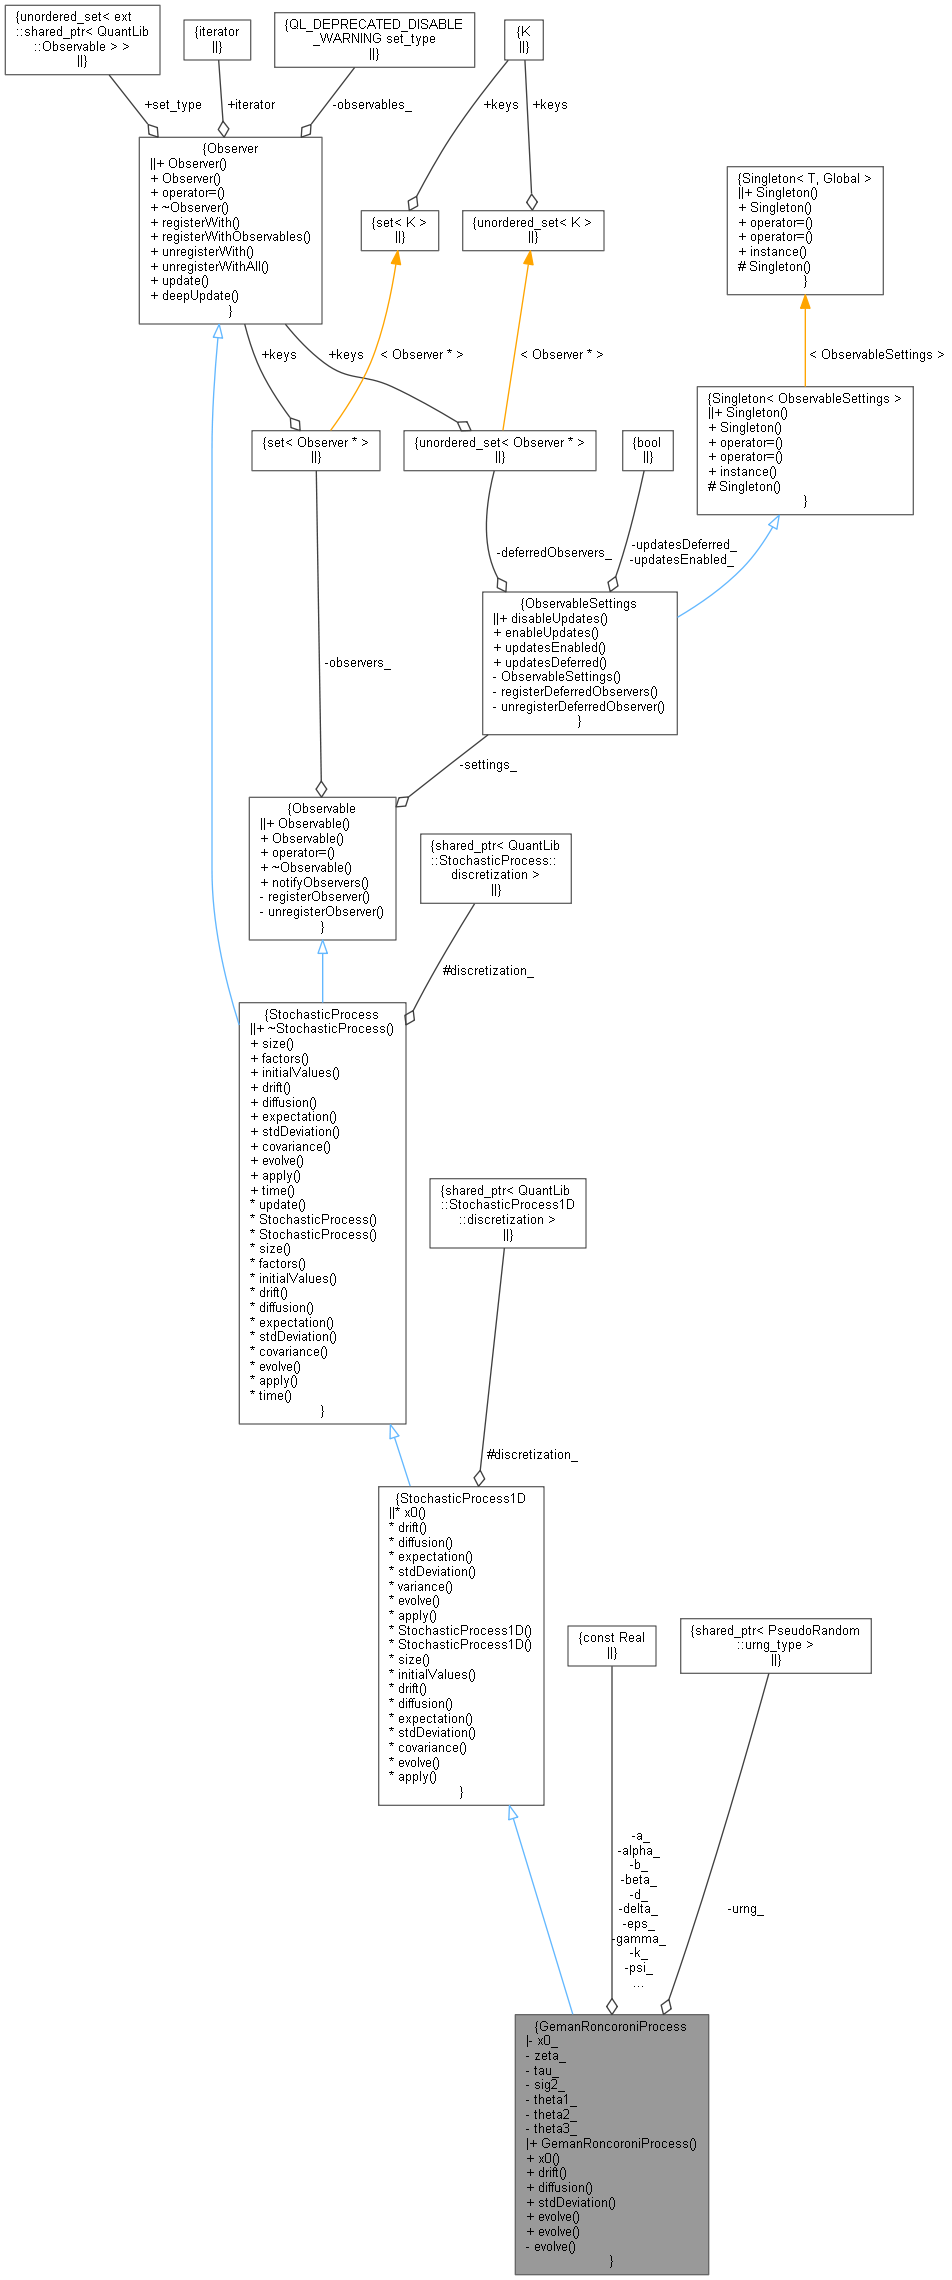 {unordered_set< ext
::shared_ptr< QuantLib
::Observable > >
||}
{iterator
||}
{QL_DEPRECATED_DISABLE
_WARNING set_type
||}
{K
||}
+set_type
+iterator
-observables_
+keys
+keys
{Observer
||+ Observer()
+ Observer()
+ operator=()
+ ~Observer()
+ registerWith()
+ registerWithObservables()
+ unregisterWith()
+ unregisterWithAll()
+ update()
+ deepUpdate()
}
{set< K >
||}
{unordered_set< K >
||}
{Singleton< T, Global >
||+ Singleton()
+ Singleton()
+ operator=()
+ operator=()
+ instance()
# Singleton()
}
+keys
+keys
< Observer * >
< Observer * >
< ObservableSettings >
{set< Observer * >
||}
{unordered_set< Observer * >
||}
{bool
||}
{Singleton< ObservableSettings >
||+ Singleton()
+ Singleton()
+ operator=()
+ operator=()
+ instance()
# Singleton()
}
-deferredObservers_
-updatesDeferred_
-updatesEnabled_
{ObservableSettings
||+ disableUpdates()
+ enableUpdates()
+ updatesEnabled()
+ updatesDeferred()
- ObservableSettings()
- registerDeferredObservers()
- unregisterDeferredObserver()
}
-observers_
-settings_
{Observable
||+ Observable()
+ Observable()
+ operator=()
+ ~Observable()
+ notifyObservers()
- registerObserver()
- unregisterObserver()
}
{shared_ptr< QuantLib
::StochasticProcess::
discretization >
||}
#discretization_
{StochasticProcess
||+ ~StochasticProcess()
+ size()
+ factors()
+ initialValues()
+ drift()
+ diffusion()
+ expectation()
+ stdDeviation()
+ covariance()
+ evolve()
+ apply()
+ time()
* update()
* StochasticProcess()
* StochasticProcess()
* size()
* factors()
* initialValues()
* drift()
* diffusion()
* expectation()
* stdDeviation()
* covariance()
* evolve()
* apply()
* time()
}
{shared_ptr< QuantLib
::StochasticProcess1D
::discretization >
||}
#discretization_
{StochasticProcess1D
||* x0()
* drift()
* diffusion()
* expectation()
* stdDeviation()
* variance()
* evolve()
* apply()
* StochasticProcess1D()
* StochasticProcess1D()
* size()
* initialValues()
* drift()
* diffusion()
* expectation()
* stdDeviation()
* covariance()
* evolve()
* apply()
}
{const Real
||}
{shared_ptr< PseudoRandom
::urng_type >
||}
-a_
-alpha_
-b_
-beta_
-d_
-delta_
-eps_
-gamma_
-k_
-psi_
...
-urng_
{GemanRoncoroniProcess
|- x0_
- zeta_
- tau_
- sig2_
- theta1_
- theta2_
- theta3_
|+ GemanRoncoroniProcess()
+ x0()
+ drift()
+ diffusion()
+ stdDeviation()
+ evolve()
+ evolve()
- evolve()
}